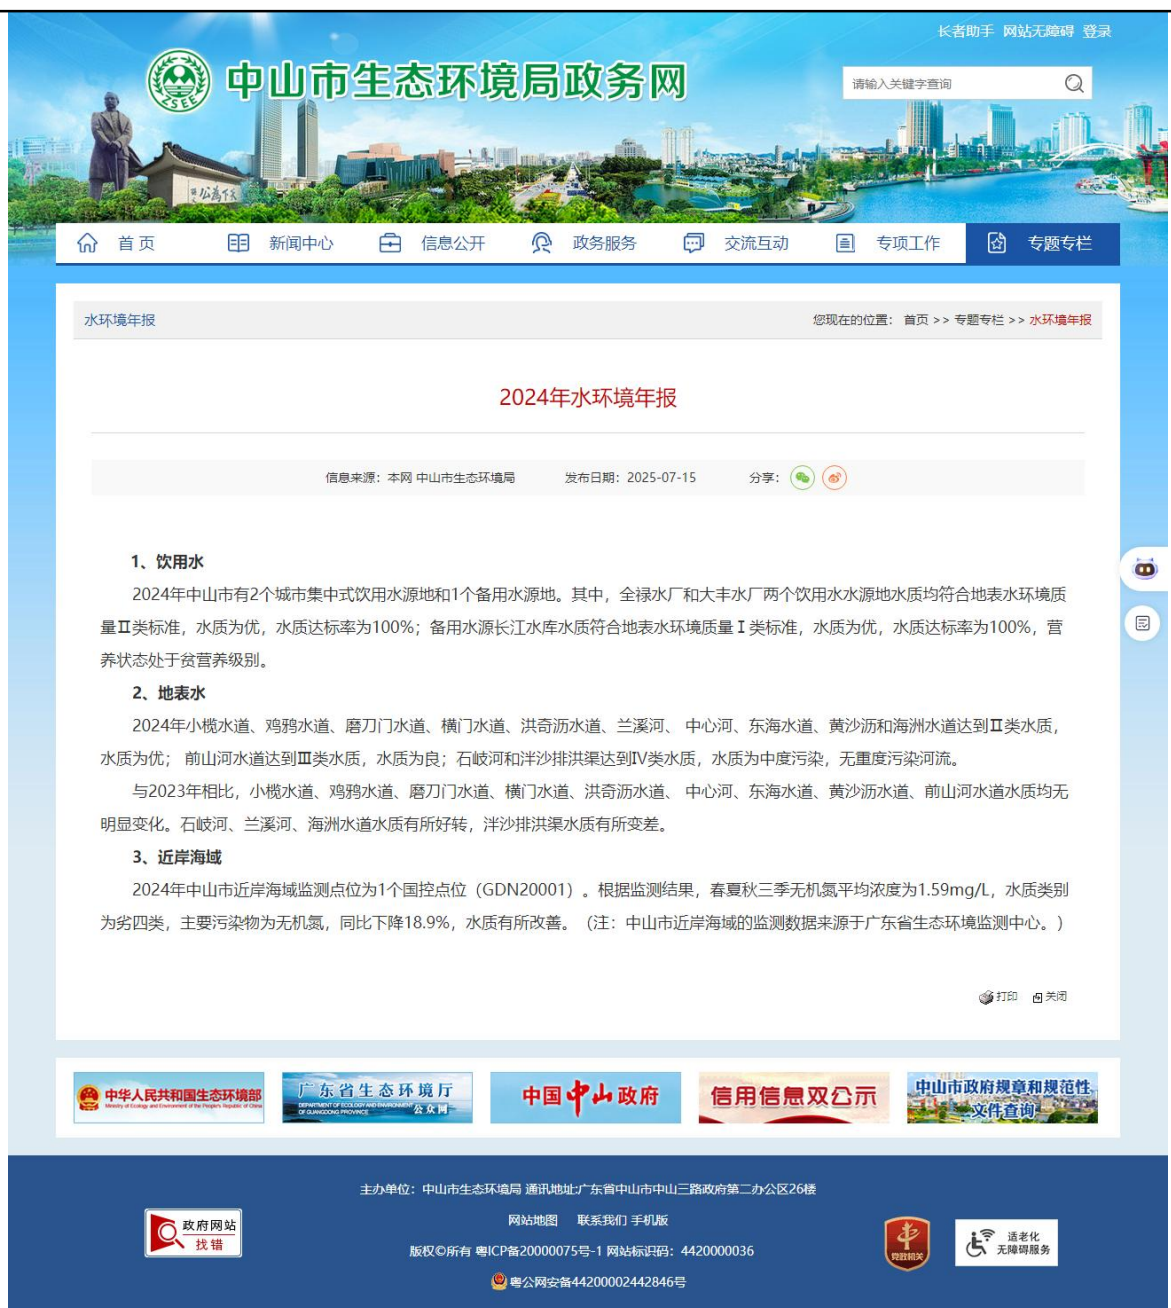 长者助手 网站无障碍 登录
ZSEE
中山市生态环境局政务网
请输入关键字查询
天下為公
首页 新闻中心 信息公开 政务服务 交流互动 专项工作 专题专栏
水环境年报 您现在的位置： 首页 >> 专题专栏 >> 水环境年报
2024年水环境年报
信息来源：本网 中山市生态环境局 发布日期：2025-07-15 分享：
1、饮用水
2024年中山市有2个城市集中式饮用水源地和1个备用水源地。其中，全禄水厂和大丰水厂两个饮用水水源地水质均符合地表水环境质
量Ⅱ类标准，水质为优，水质达标率为100%；备用水源长江水库水质符合地表水环境质量Ⅰ类标准，水质为优，水质达标率为100%，营
养状态处于贫营养级别。
2、地表水
2024年小榄水道、鸡鸦水道、磨刀门水道、横门水道、洪奇沥水道、兰溪河、 中心河、东海水道、黄沙沥和海洲水道达到Ⅱ类水质，
水质为优； 前山河水道达到Ⅲ类水质，水质为良；石岐河和泮沙排洪渠达到Ⅳ类水质，水质为中度污染，无重度污染河流。
与2023年相比，小榄水道、鸡鸦水道、磨刀门水道、横门水道、洪奇沥水道、 中心河、东海水道、黄沙沥水道、前山河水道水质均无
明显变化。石岐河、兰溪河、海洲水道水质有所好转，泮沙排洪渠水质有所变差。
3、近岸海域
2024年中山市近岸海域监测点位为1个国控点位（GDN20001）。根据监测结果，春夏秋三季无机氮平均浓度为1.59mg/L，水质类别
为劣四类，主要污染物为无机氮，同比下降18.9%，水质有所改善。（注：中山市近岸海域的监测数据来源于广东省生态环境监测中心。）
打印 关闭
中华人民共和国生态环境部
Ministry of Ecology and Environment of the People's Republic of China
广东省生态环境厅
DEPARTMENT OF ECOLOGY AND ENVIRONMENT
OF GUANGDONG PROVINCE 公众网
中国中山政府
信用信息双公示
中山市政府规章和规范性
文件查询
主办单位：中山市生态环境局 通讯地址:广东省中山市中山三路政府第二办公区26楼
政府网站
找错
网站地图 联系我们 手机版
版权©所有 粤ICP备20000075号-1 网站标识码：4420000036
粤公网安备44200002442846号
党政机关
适老化
无障碍服务